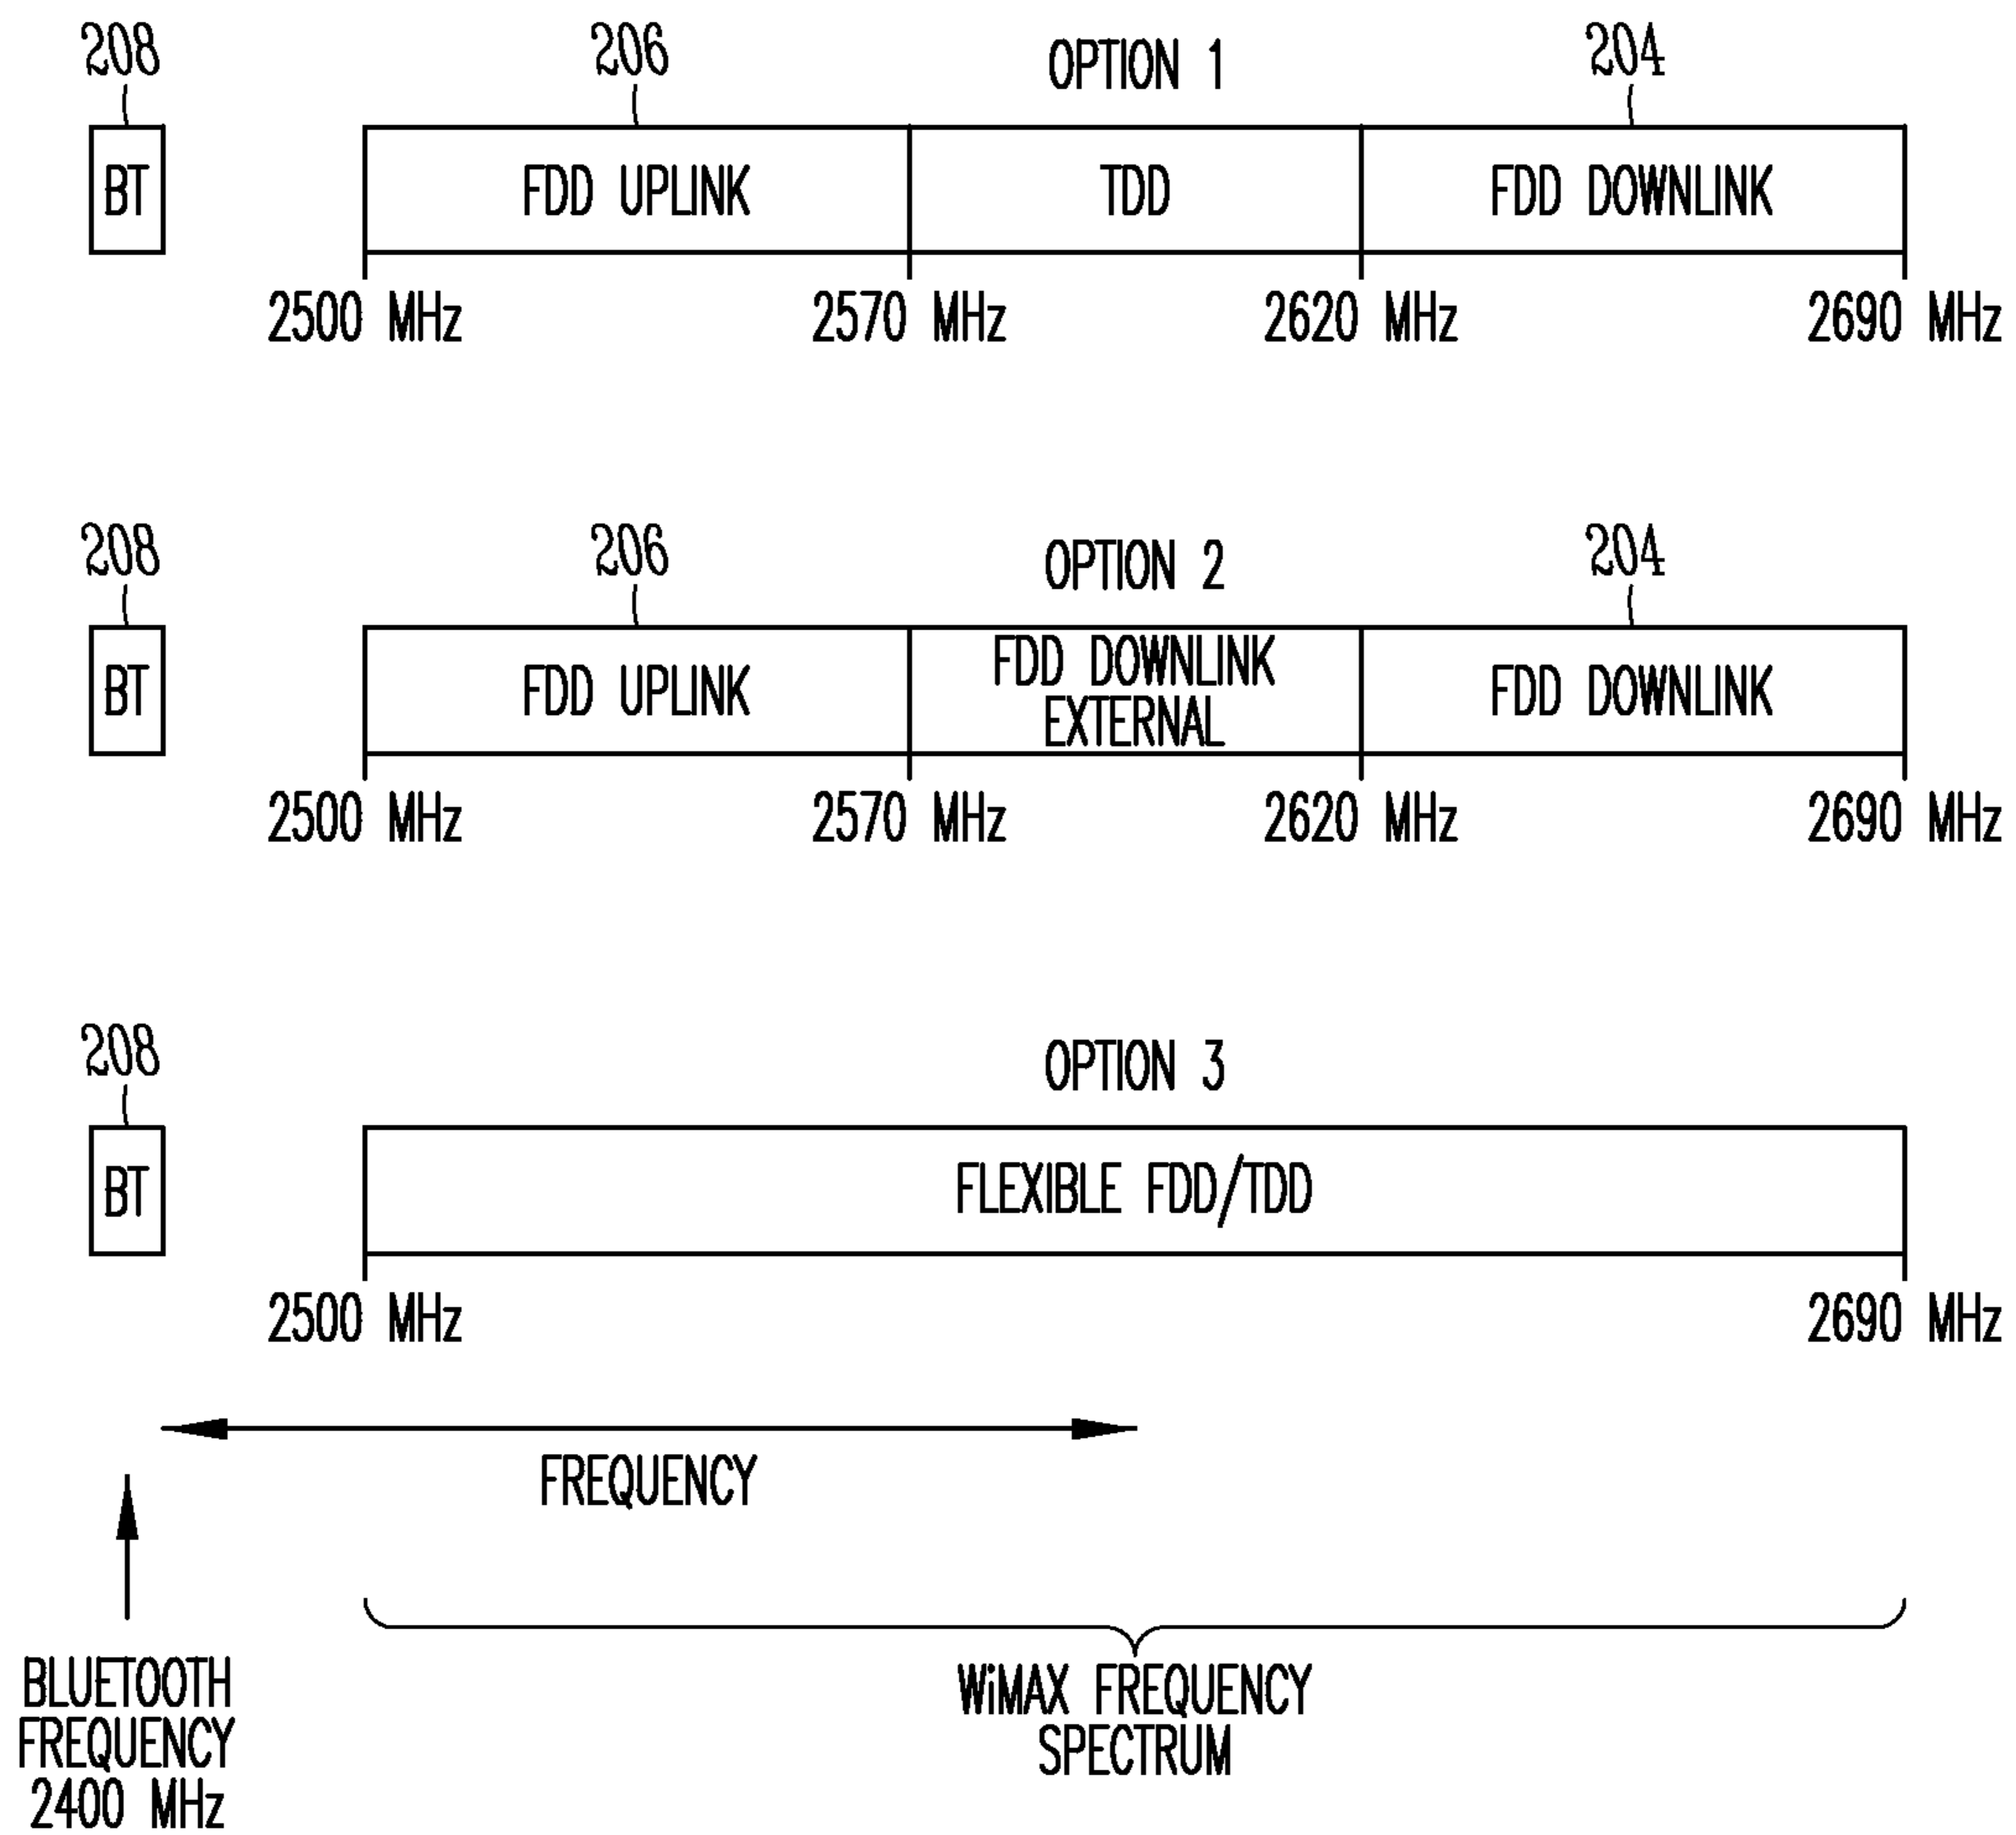 208
206
OPTION 1
204
BT
FDD UPLINK
TDD
FDD DOWNLINK
2500 MHz
2570 MHz
2620 MHz
2690 MHz
208
206
OPTION 2
204
BT
FDD UPLINK
FDD DOWNLINK
EXTERNAL
FDD DOWNLINK
2500 MHz
2570 MHz
2620 MHz
2690 MHz
208
OPTION 3
BT
FLEXIBLE FDD/TDD
2500 MHz
2690 MHz
FREQUENCY
BLUETOOTH
FREQUENCY
2400 MHz
WiMAX FREQUENCY
SPECTRUM